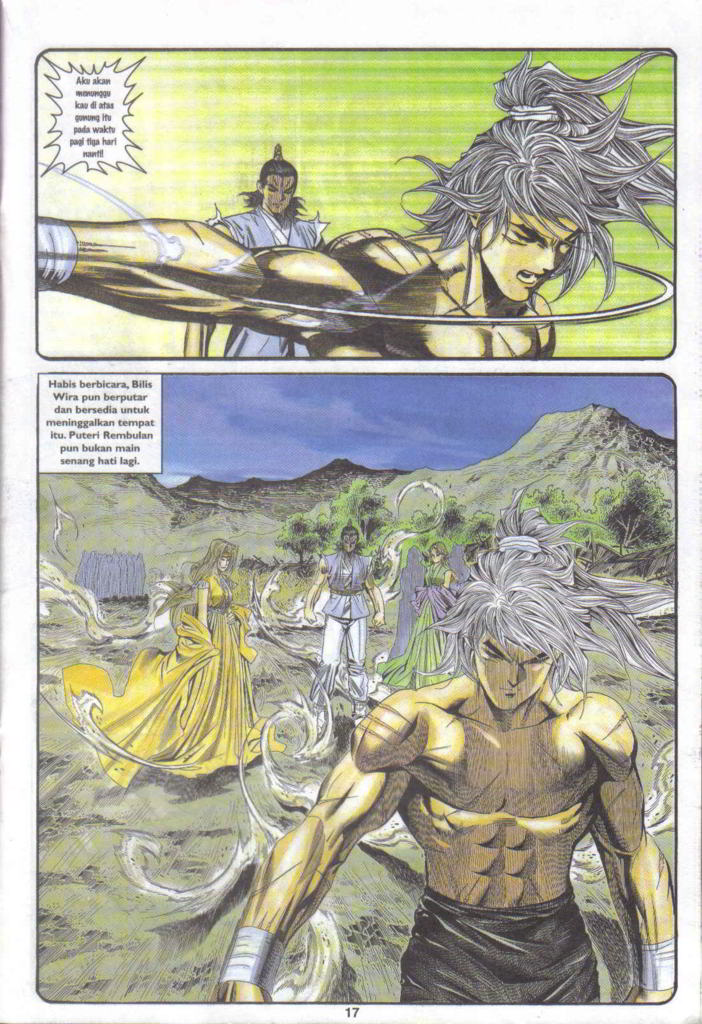 Aku akan
menunggu
kau di atas
gunung itu
pada waktu
pagi tiga hari
nanti!
Habis berbicara, Bilis
Wira pun berputar
dan bersedia untuk
meninggalkan tempat
itu. Puteri Rembulan
pun bukan main
senang hati lagi.
17